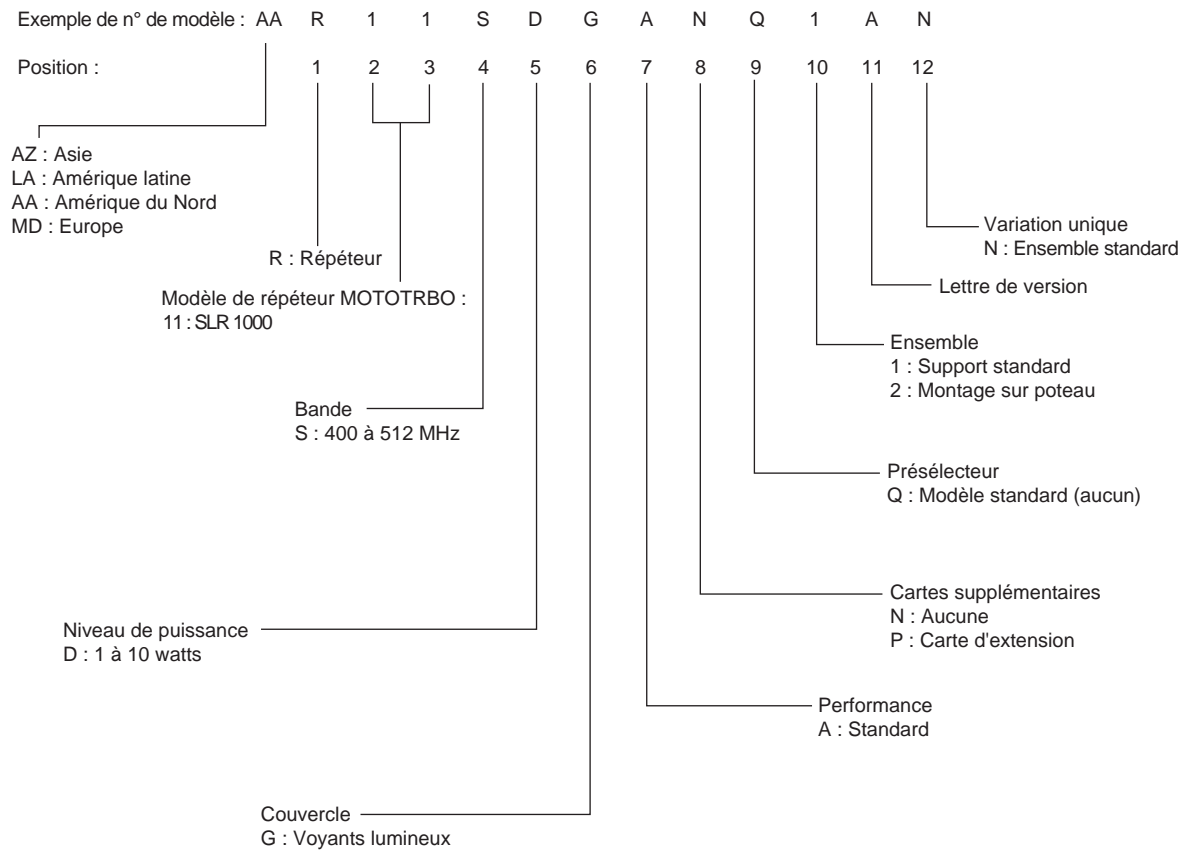 Exemple de n° de modèle : AA R 1 1 S D G A N Q 1 A N
Position : 1 2 3 4 5 6 7 8 9 10 11 12
AZ : Asie
LA : Amérique latine
AA : Amérique du Nord
MD : Europe
R : Répéteur
Modèle de répéteur MOTOTRBO :
11 : SLR 1000
Bande
S : 400 à 512 MHz
Niveau de puissance
D : 1 à 10 watts
Couvercle
G : Voyants lumineux
Variation unique
N : Ensemble standard
Lettre de version
Ensemble
1 : Support standard
2 : Montage sur poteau
Présélecteur
Q : Modèle standard (aucun)
Cartes supplémentaires
N : Aucune
P : Carte d'extension
Performance
A : Standard